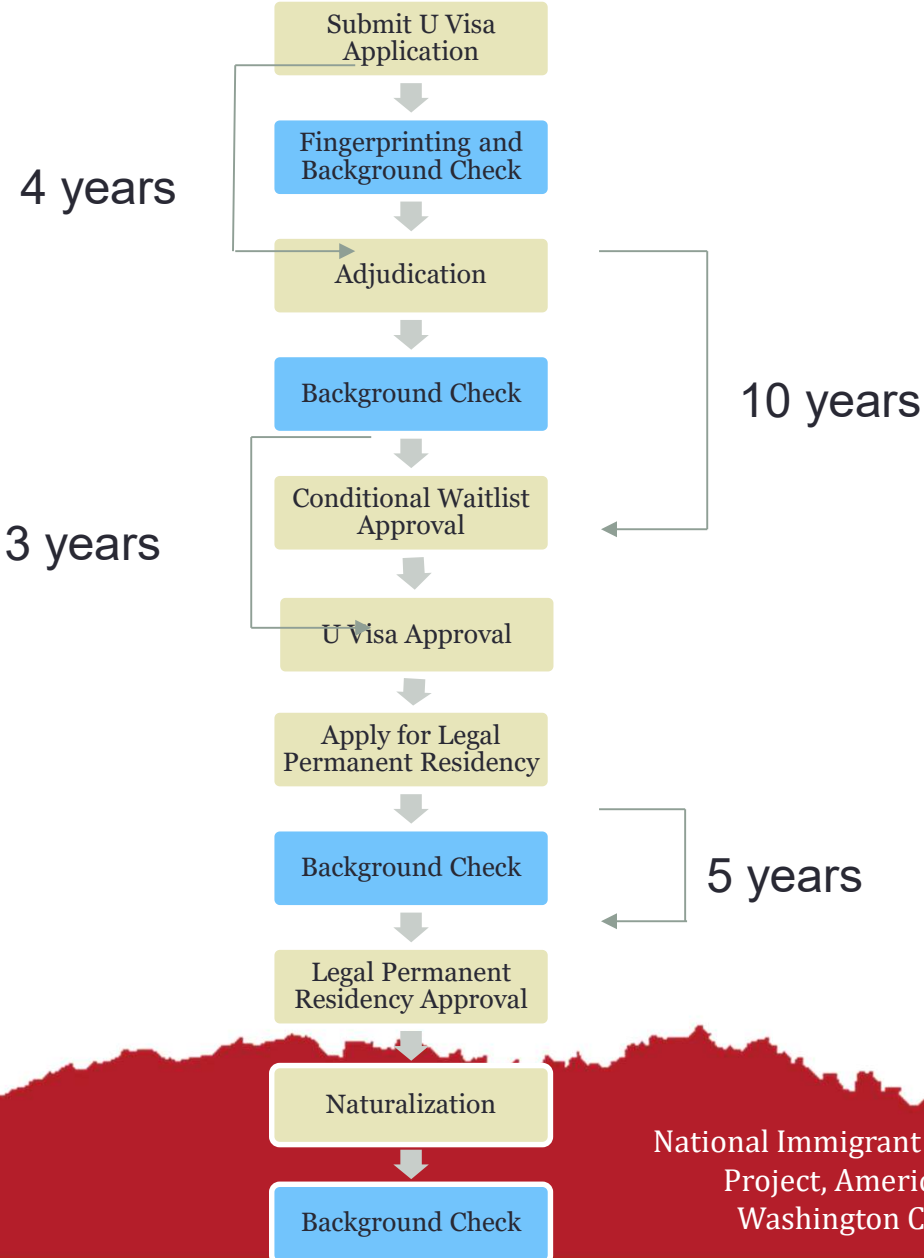 Submit U Visa
Application
Fingerprinting and
Background Check
4 years
Adjudication
Background Check
10 years
Conditional Waitlist
Approval
3 years
U Visa Approval
Apply for Legal
Permanent Residency
Background Check
5 years
Legal Permanent
Residency Approval
Naturalization
National Immigrant
Project,
Washington
Background Check